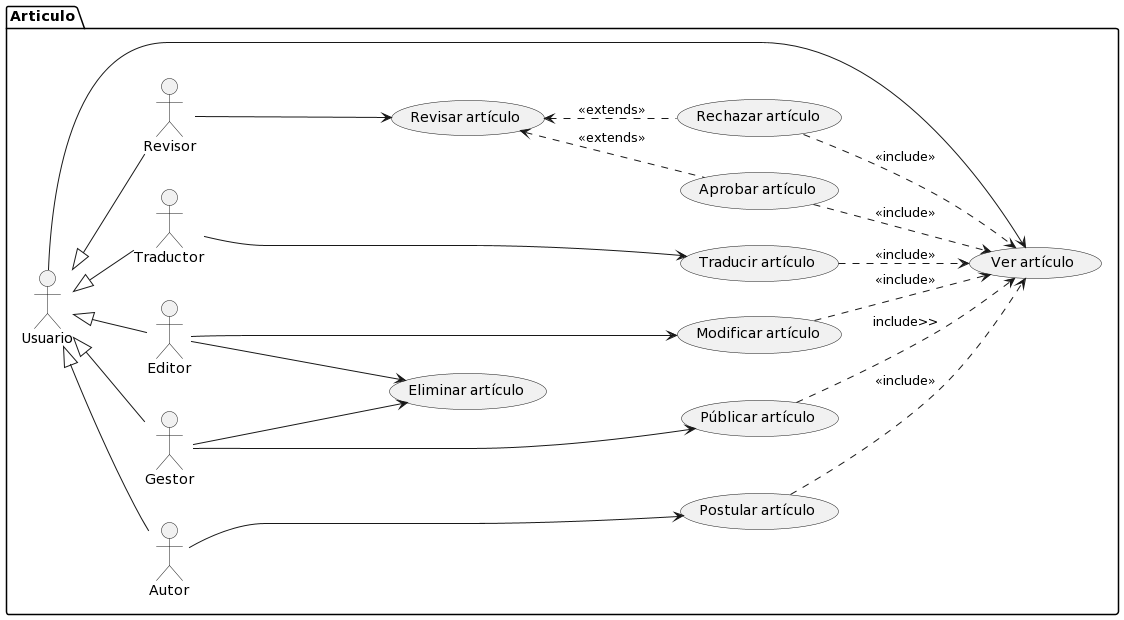 Articulo
Revisor
Traductor
Usuario
Editor
Gestor
Autor
Revisar artículo
Eliminar artículo
«extends»
«extends»
Rechazar artículo
Aprobar artículo
Traducir artículo
Modificar artículo
Públicar artículo
Postular artículo
«include»
«include»
«include»
«include»
include>>
«include»
Ver artículo